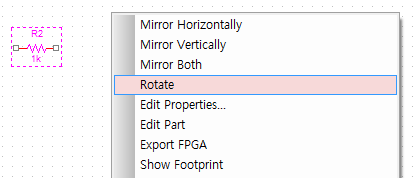 R2
1k
Mirror Horizontally
Mirror Vertically
Mirror Both
Rotate
Edit Properties...
Edit Part
Export FPGA
Show Footprint